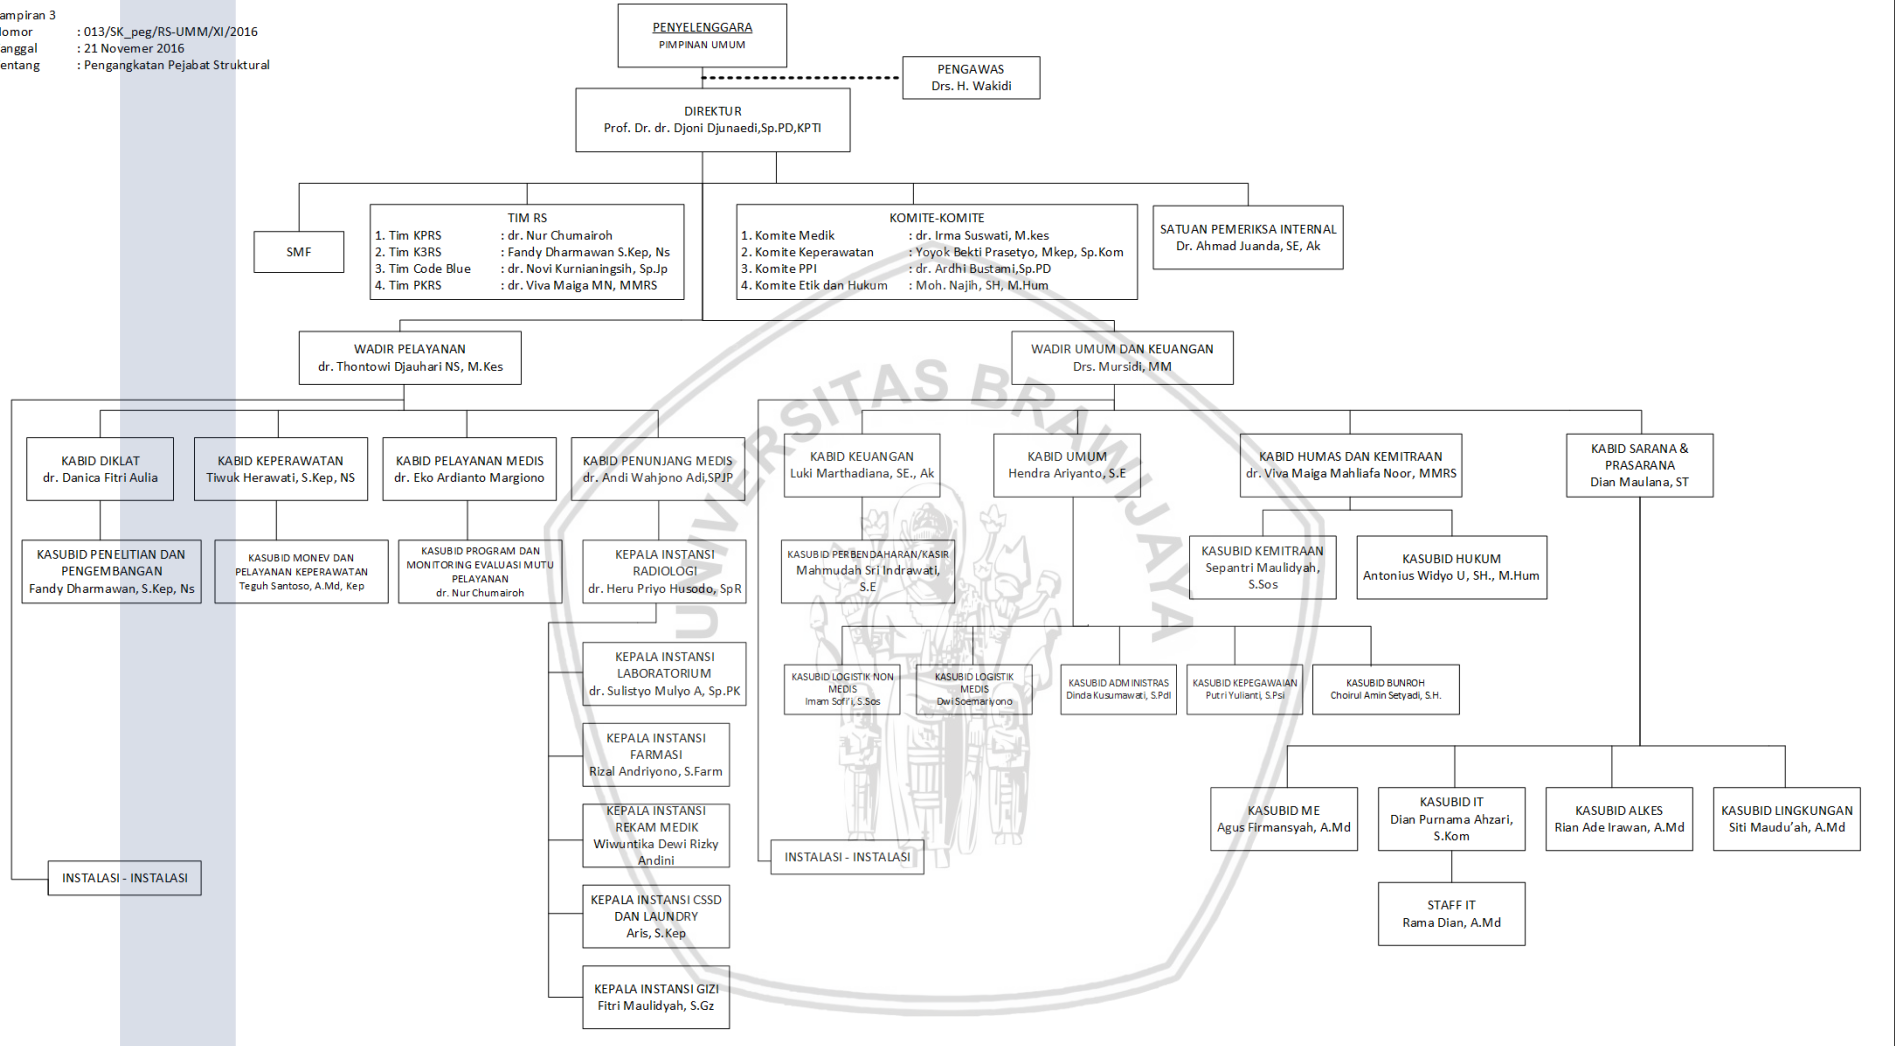 ampiran 3
omor : 013/SK_peg/RS-UMM/XI/2016
anggal : 21 Novemer 2016
entang : Pengangkatan Pejabat Struktural
PENYELENGGARA
PIMPINAN UMUM
PENGAWAS
Drs. H. Wakidi
DIREKTUR
Prof. Dr. dr. Djoni Djunaedi,Sp.PD,KPTI
SMF
TIM RS
1. Tim KPRS : dr. Nur Chumairoh
2. Tim K3RS : Fandy Dharmawan S.Kep, Ns
3. Tim Code Blue : dr. Novi Kurnianingsih, Sp.Jp
4. Tim PKRS : dr. Viva Maiga MN, MMRS
KOMITE-KOMITE
1. Komite Medik : dr. Irma Suswati, M.kes
2. Komite Keperawatan : Yoyok Bekti Prasetyo, Mkep, Sp.Kom
3. Komite PPI : dr. Ardhi Bustami,Sp.PD
4. Komite Etik dan Hukum : Moh. Najih, SH, M.Hum
SATUAN PEMERIKSA INTERNAL
Dr. Ahmad Juanda, SE, Ak
WADIR PELAYANAN
dr. Thontowi Djauhari NS, M.Kes
WADIR UMUM DAN KEUANGAN
Drs. Mursidi, MM
UNIVERSITAS BRAWIJAYA
KABID DIKLAT
dr. Danica Fitri Aulia
KABID KEPERAWATAN
Tiwuk Herawati, S.Kep, NS
KABID PELAYANAN MEDIS
dr. Eko Ardianto Margiono
KABID PENUNJANG MEDIS
dr. Andi Wahjono Adi,SPJP
KABID KEUANGAN
Luki Marthadiana, SE., Ak
KABID UMUM
Hendra Ariyanto, S.E
KABID HUMAS DAN KEMITRAAN
dr. Viva Maiga Mahliafa Noor, MMRS
KABID SARANA &
PRASARANA
Dian Maulana, ST
KASUBID PENELITIAN DAN
PENGEMBANGAN
Fandy Dharmawan, S.Kep, Ns
KASUBID MONEV DAN
PELAYANAN KEPERAWATAN
Teguh Santoso, A.Md, Kep
KASUBID PROGRAM DAN
MONITORING EVALUASI MUTU
PELAYANAN
dr. Nur Chumairoh
KEPALA INSTANSI
RADIOLOGI
dr. Heru Priyo Husodo, SpR
KASUBID PERBENDAHARAN/KASIR
Mahmudah Sri Indrawati,
S.E
KASUBID KEMITRAAN
Sepantri Maulidyah,
S.Sos
KASUBID HUKUM
Antonius Widyo U, SH., M.Hum
KEPALA INSTANSI
LABORATORIUM
dr. Sulistyo Mulyo A, Sp.PK
KASUBID LOGISTIK NON
MEDIS
Imam Sofi'i, S.Sos
KASUBID LOGISTIK
MEDIS
Dwi Soemariyono
KASUBID ADMINISTRAS
Dinda Kusumawati, S.PdI
KASUBID KEPEGAWAIAN
Putri Yulianti, S.Psi
KASUBID BUNROH
Choirul Amin Setyadi, S.H.
KEPALA INSTANSI
FARMASI
Rizal Andriyono, S.Farm
KEPALA INSTANSI
REKAM MEDIK
Wiwuntika Dewi Rizky
Andini
KASUBID ME
Agus Firmansyah, A.Md
KASUBID IT
Dian Purnama Ahzari,
S.Kom
KASUBID ALKES
Rian Ade Irawan, A.Md
KASUBID LINGKUNGAN
Siti Maudu'ah, A.Md
INSTALASI - INSTALASI
INSTALASI - INSTALASI
KEPALA INSTANSI CSSD
DAN LAUNDRY
Aris, S.Kep
STAFF IT
Rama Dian, A.Md
KEPALA INSTANSI GIZI
Fitri Maulidyah, S.Gz